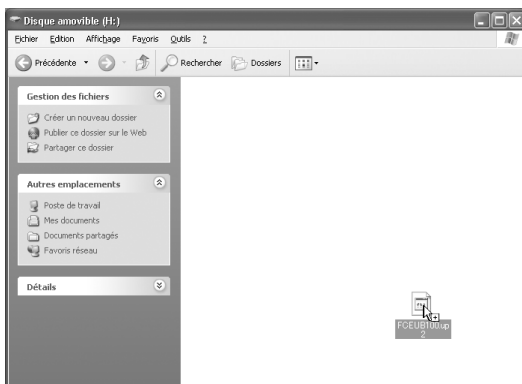 Disque amovible (H:)
Fichier Edition Affichage Favoris Outils ?
Précédente Rechercher Dossiers
Gestion des fichiers
Créer un nouveau dossier
Publier ce dossier sur le Web
Partager ce dossier
Autres emplacements
Poste de travail
Mes documents
Documents partagés
Favoris réseau
Détails
FCEUB100.up
2